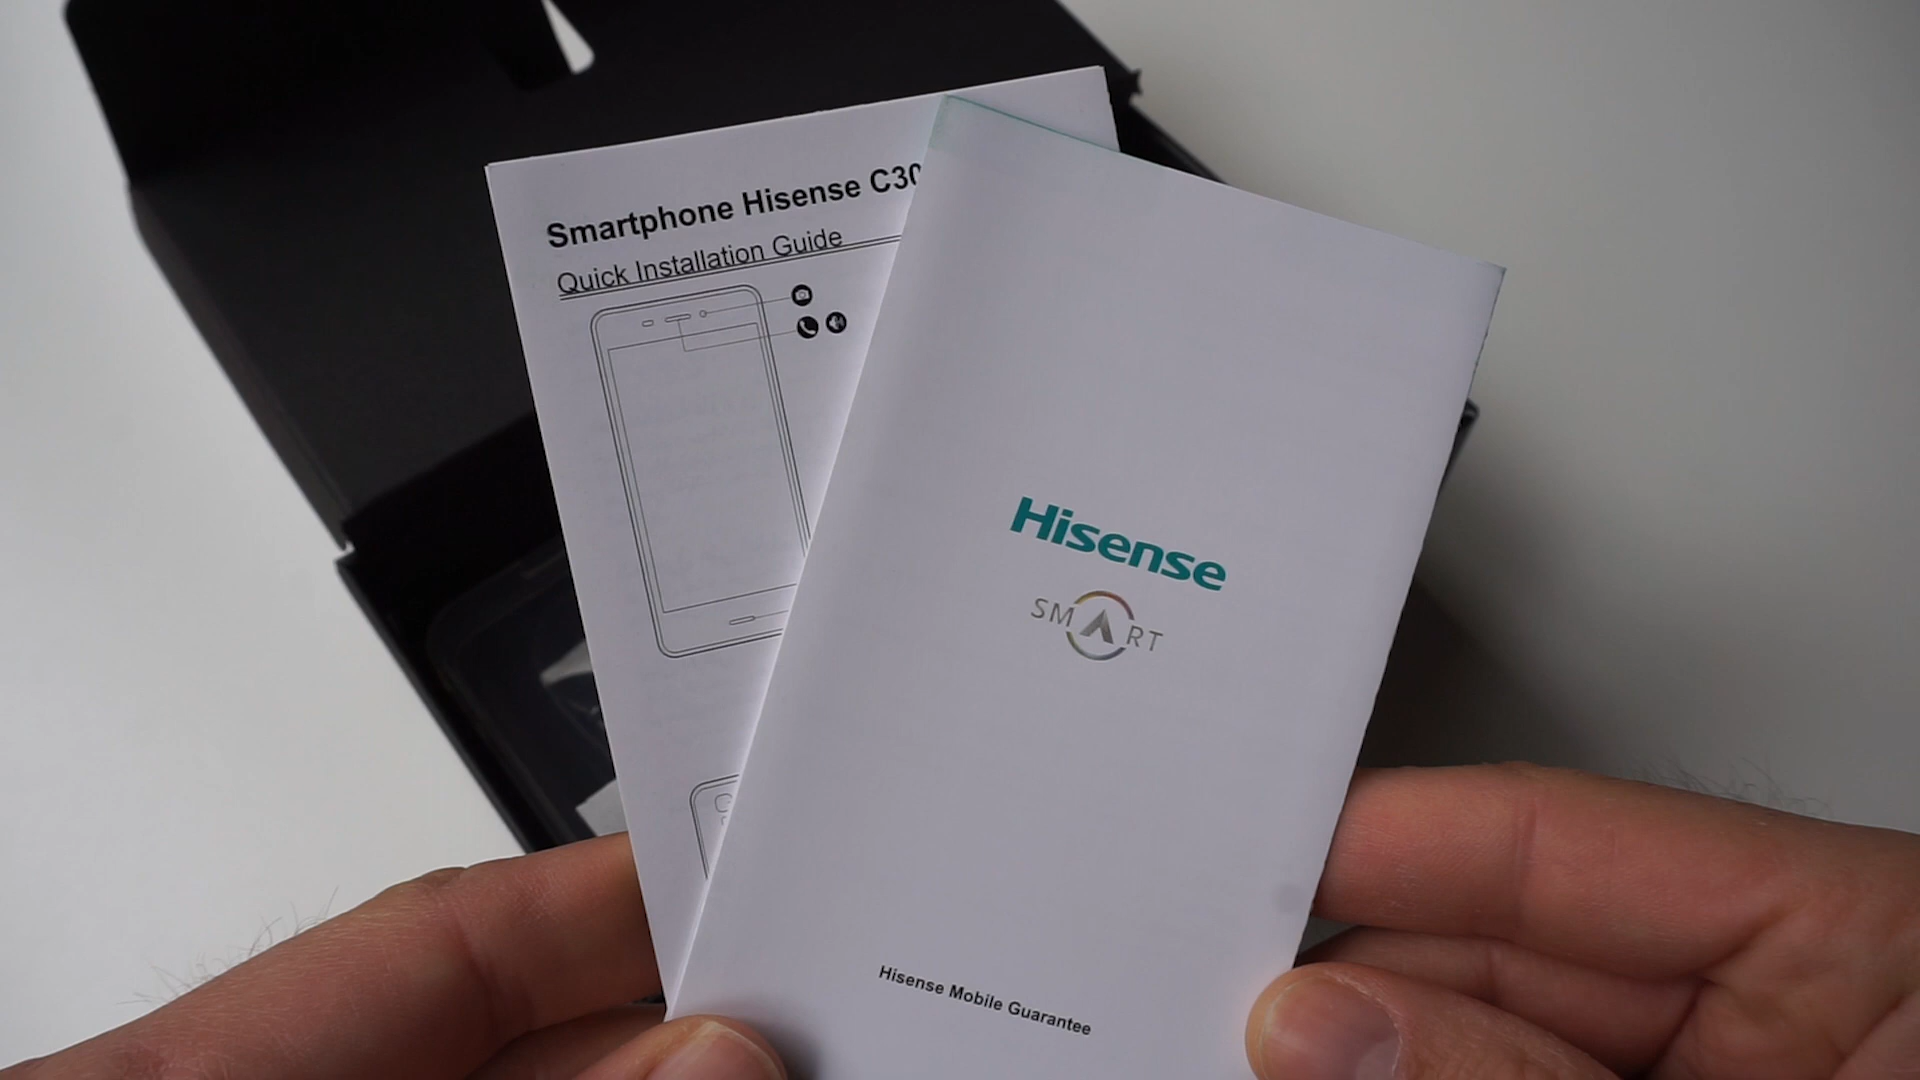 Smartphone Hisense C30
Quick Installation Guide
Hisense
SMART
Hisense Mobile Guarantee